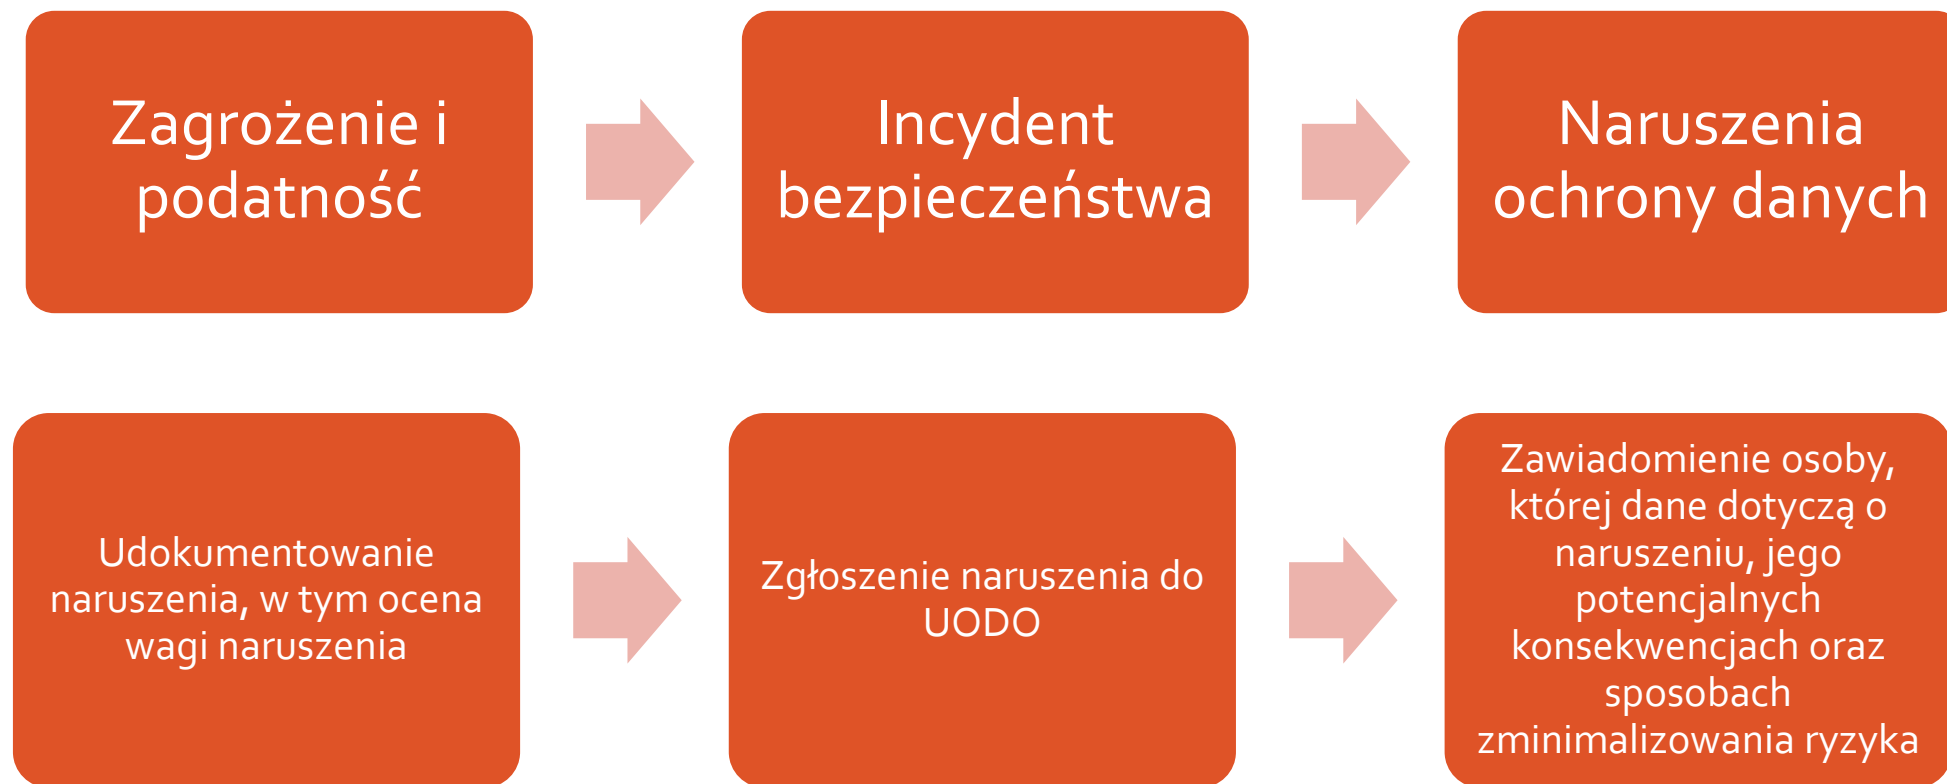 Zagrożenie i
podatność
Incydent
bezpieczeństwa
Naruszenia
ochrony danych
Udokumentowanie
naruszenia, w tym ocena
wagi naruszenia
Zgłoszenie naruszenia do
UODO
Zawiadomienie osoby,
której dane dotyczą o
naruszeniu, jego
potencjalnych
konsekwencjach oraz
sposobach
zminimalizowania ryzyka